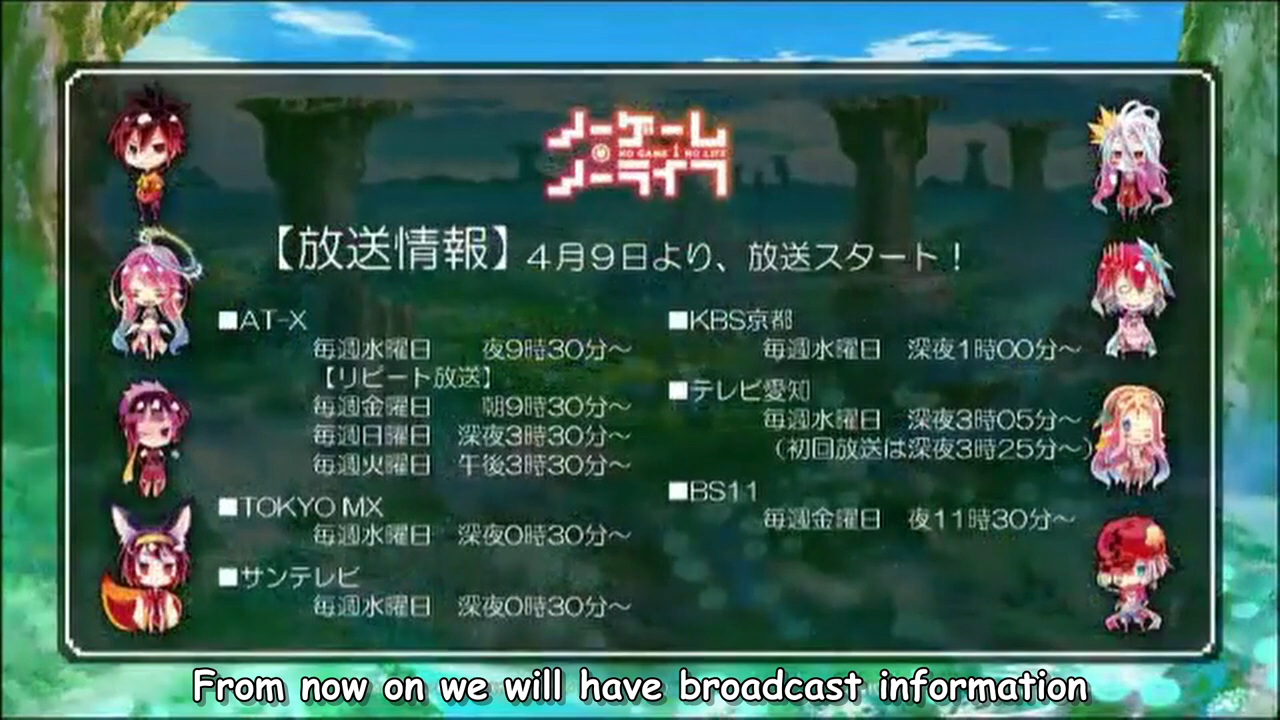 ノーゲーム
NO GAME NO LIFE
ノーライフ
【放送情報】4月9日より、放送スタート！
■AT-X
毎週水曜日 夜9時30分～
【リピート放送】
毎週金曜日 朝9時30分～
毎週日曜日 深夜3時30分～
毎週火曜日 午後3時30分～
■TOKYO MX
毎週水曜日 深夜0時30分～
■サンテレビ
毎週水曜日 深夜0時30分～
■KBS京都
毎週水曜日 深夜1時00分～
■テレビ愛知
毎週水曜日 深夜3時05分～
（初回放送は深夜3時25分～）
■BS11
毎週金曜日 夜11時30分～
From now on we will have broadcast information